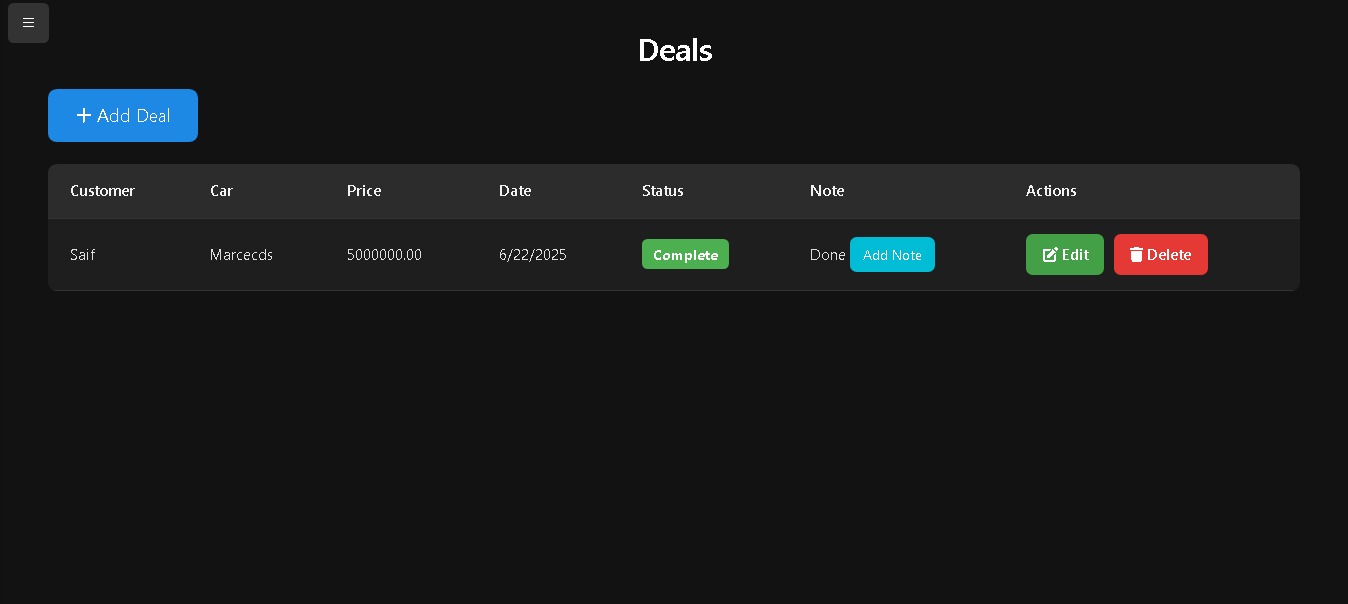 Deals
Add Deal
Customer Car Price Date Status Note Actions
Saif Marcecds 5000000.00 6/22/2025 Complete Done Add Note Edit Delete